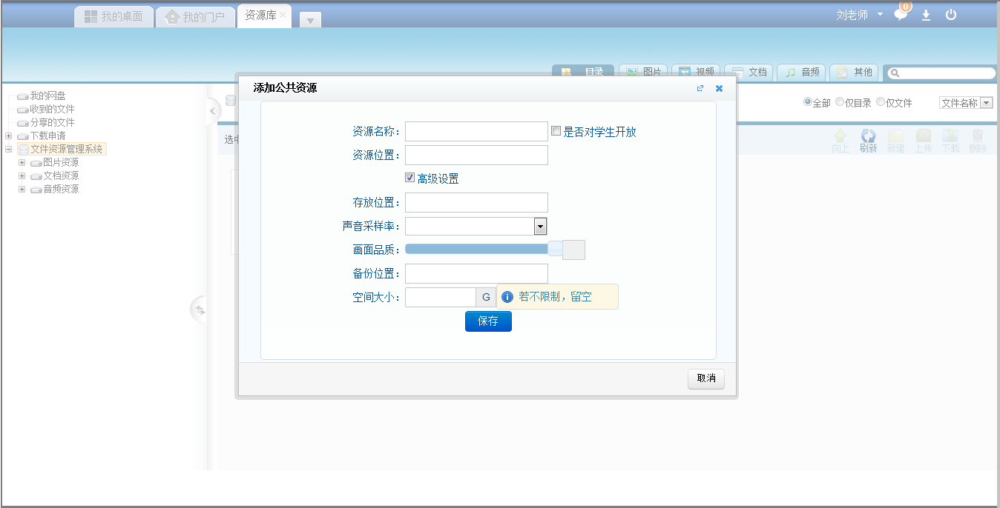 我的桌面
我的门户
资源库
刘老师
0
目录
图片
视频
文档
音频
其他
我的网盘
收到的文件
分享的文件
下载申请
文件资源管理系统
图片资源
文档资源
音频资源
全部
仅目录
仅文件
文件名称
选中
向上
刷新
新建
上传
下载
删除
添加公共资源
资源名称：
是否对学生开放
资源位置：
高级设置
存放位置：
声音采样率：
画面品质：
备份位置：
空间大小：
G
若不限制，留空
保存
取消